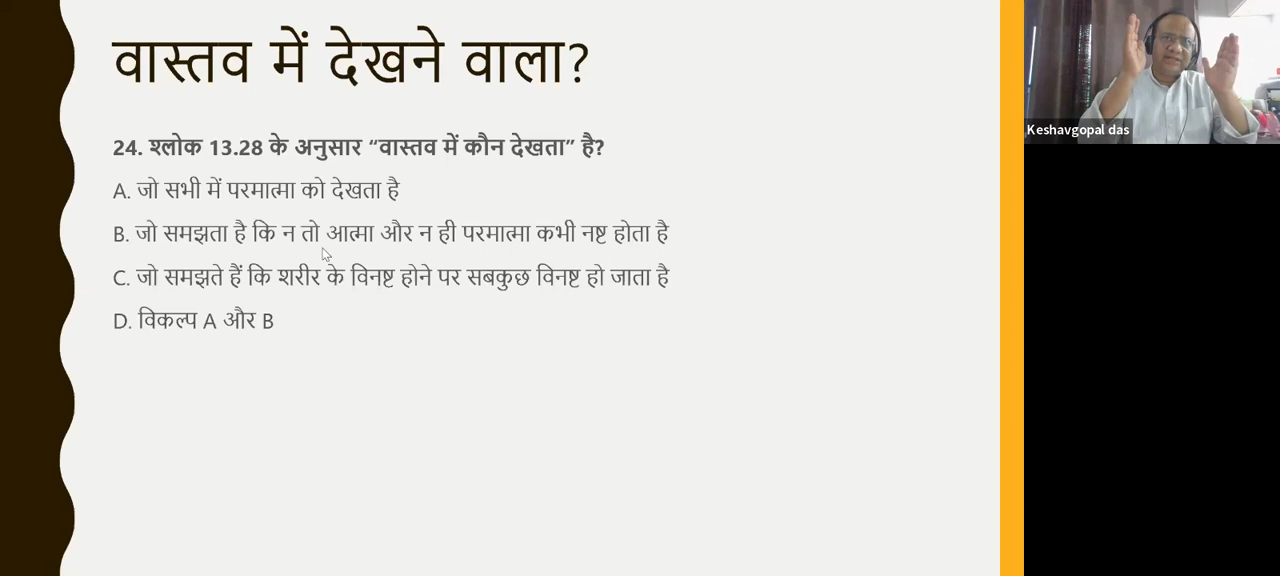 वास्तव में देखने वाला?
24. श्लोक 13.28 के अनुसार “वास्तव में कौन देखता” है?
A. जो सभी में परमात्मा को देखता है
B. जो समझता है कि न तो आत्मा और न ही परमात्मा कभी नष्ट होता है
C. जो समझते हैं कि शरीर के विनष्ट होने पर सबकुछ विनष्ट हो जाता है
D. विकल्प A और B
Keshavgopal das